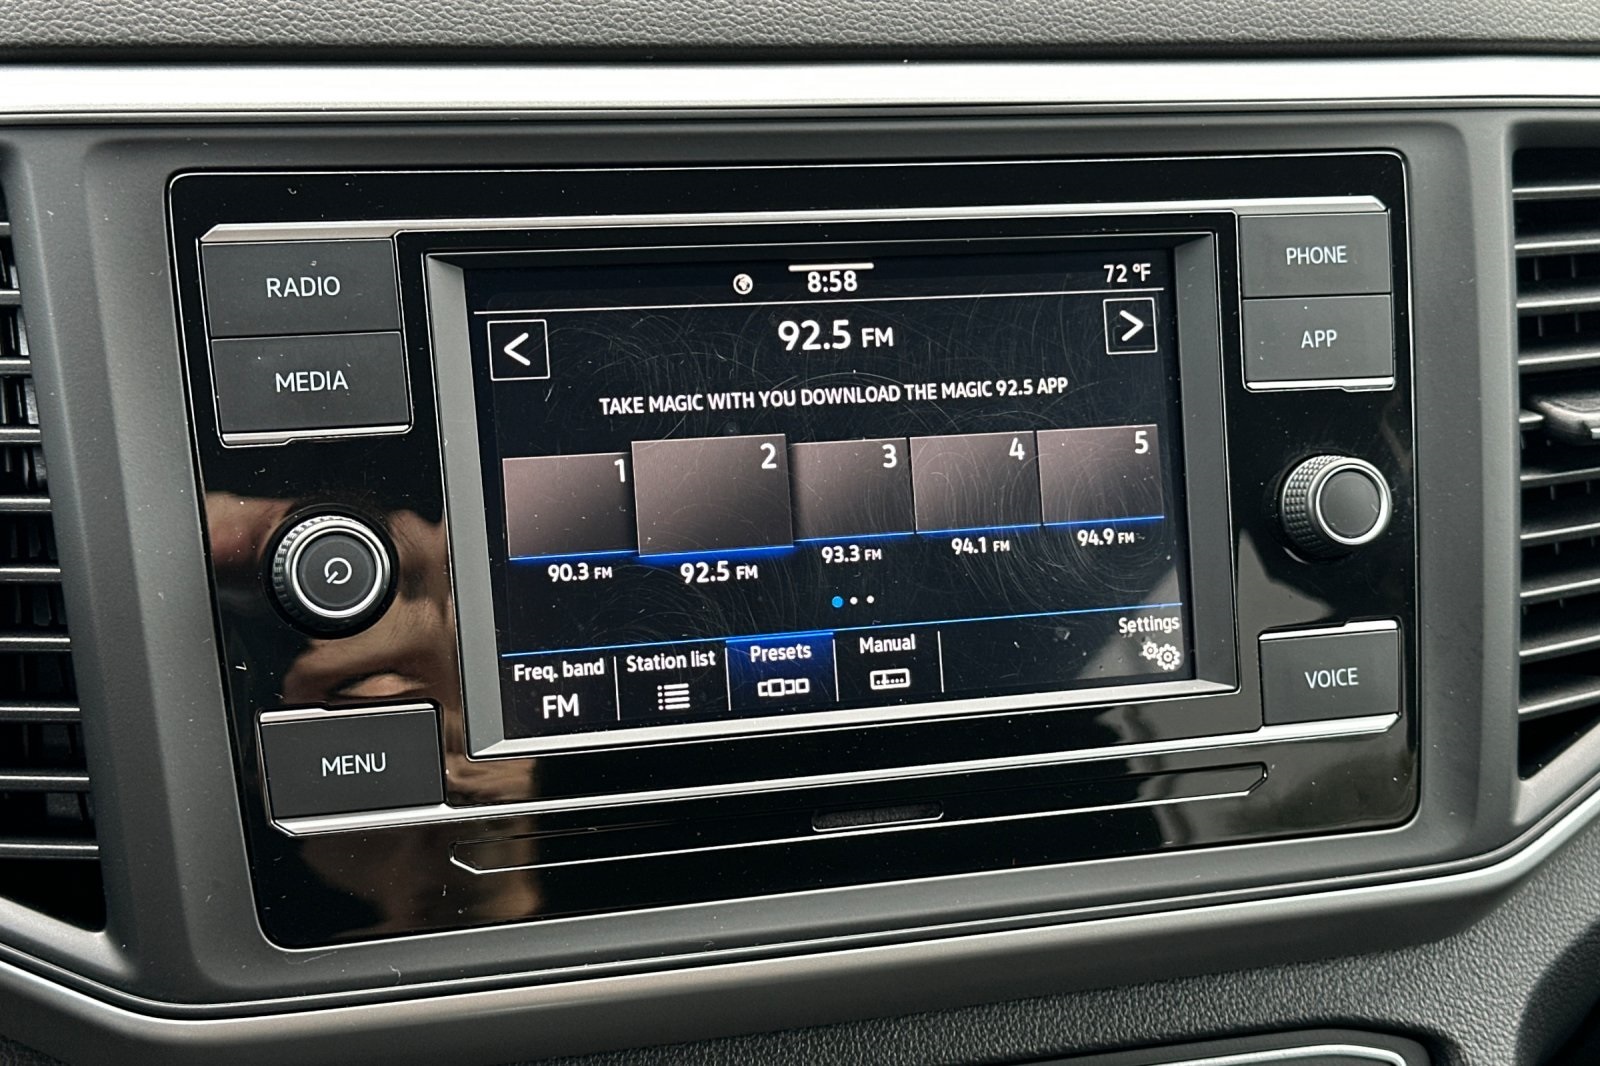 RADIO
MEDIA
MENU
PHONE
APP
VOICE
8:58
72 °F
<
92.5 FM
>
TAKE MAGIC WITH YOU DOWNLOAD THE MAGIC 92.5 APP
1
2
3
4
5
90.3 FM
92.5 FM
93.3 FM
94.1 FM
94.9 FM
Freq. band
FM
Station list
Presets
Manual
Settings